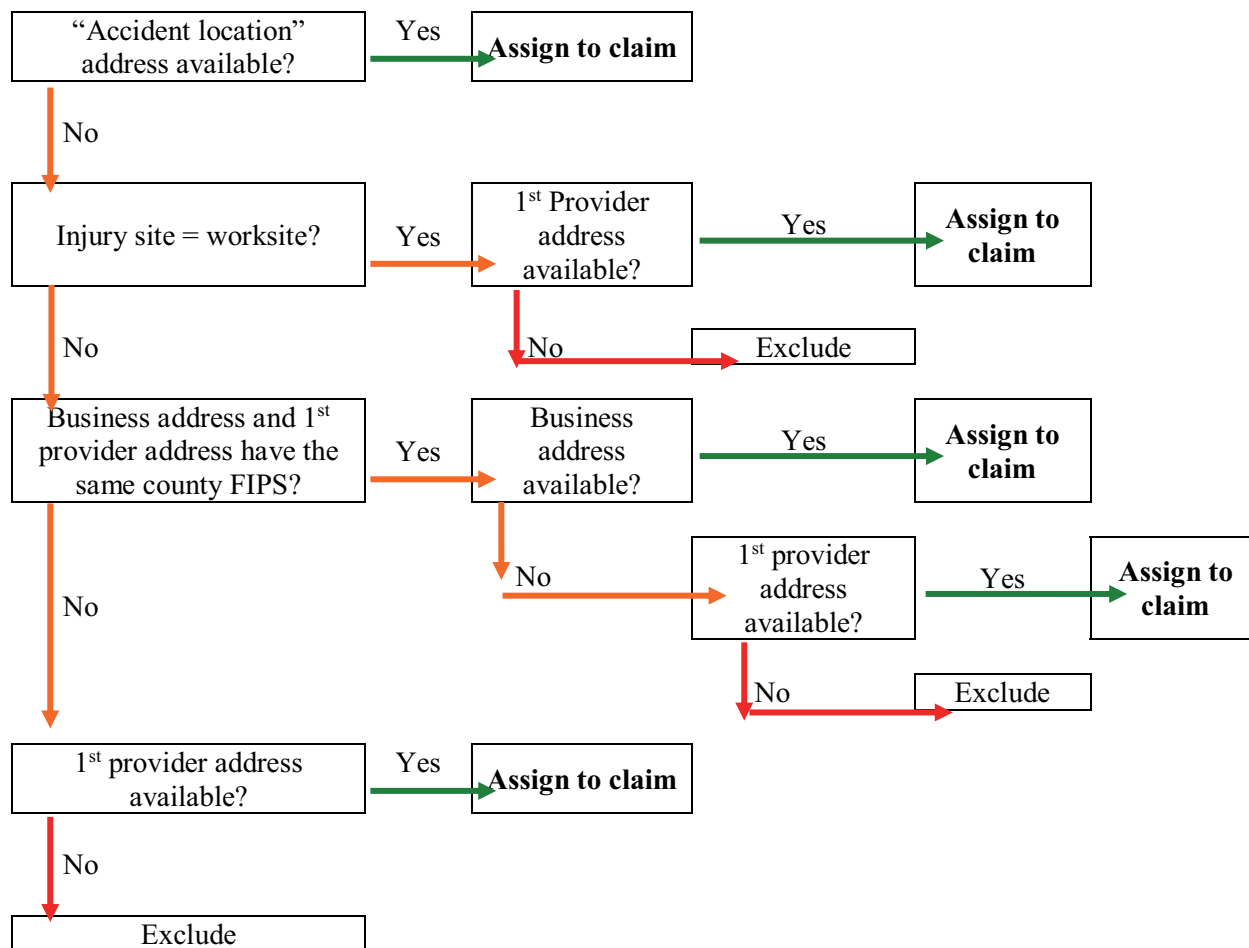 “Accident location”
address available?
Yes
Assign to claim
No
Injury site = worksite?
Yes
1st Provider
address
available?
Yes
Assign to
claim
No
No
Exclude
Business address and 1st
provider address have the
same county FIPS?
Yes
Business
address
available?
Yes
Assign to
claim
No
No
1st provider
address
available?
Yes
Assign to
claim
No
Exclude
1st provider address
available?
Yes
Assign to claim
No
Exclude